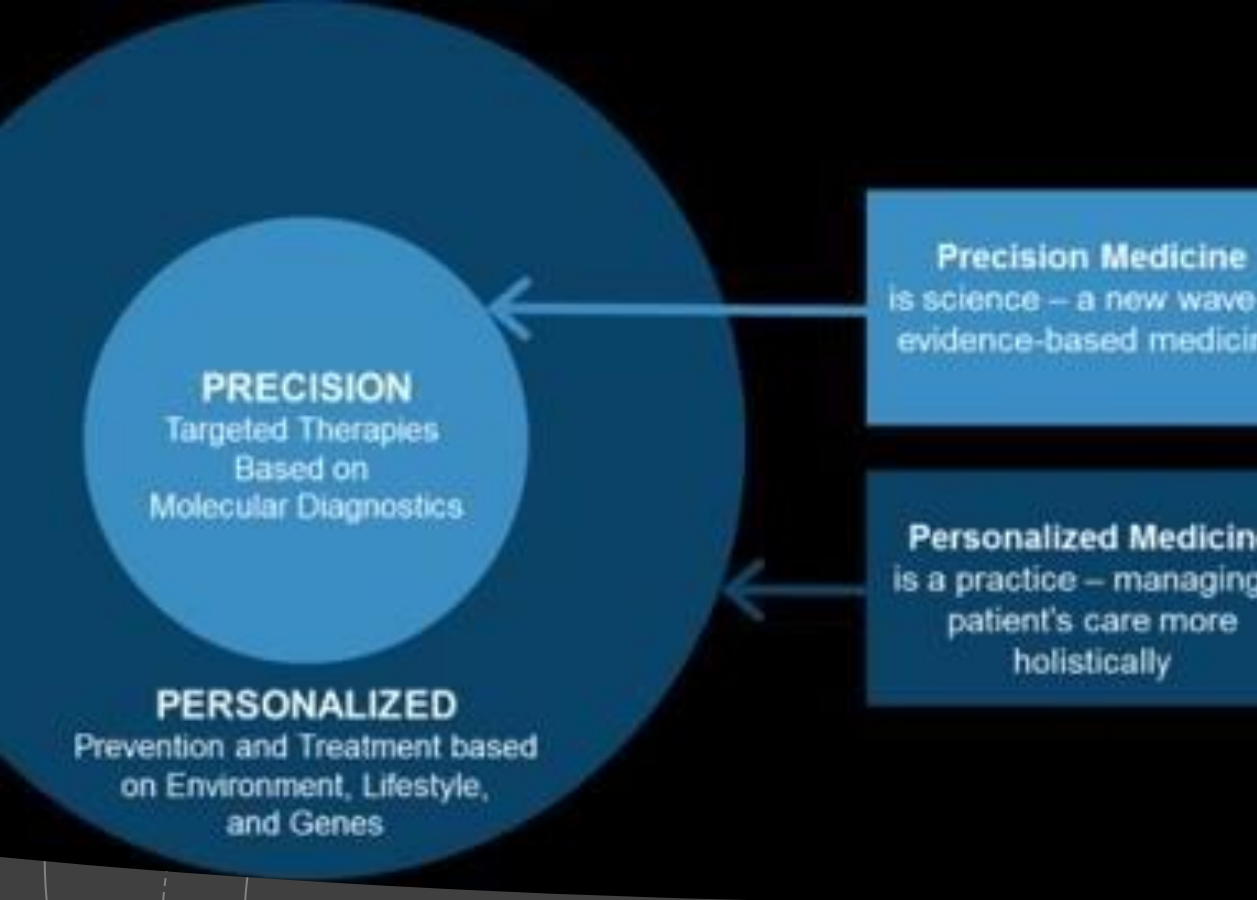 PRECISION
Targeted Therapies
Based on
Molecular Diagnostics
PERSONALIZED
Prevention and Treatment based
on Environment, Lifestyle,
and Genes
Precision Medicine
is science – a new wave
evidence-based
Personalized
is a practice – managing
patient's care more
holistically